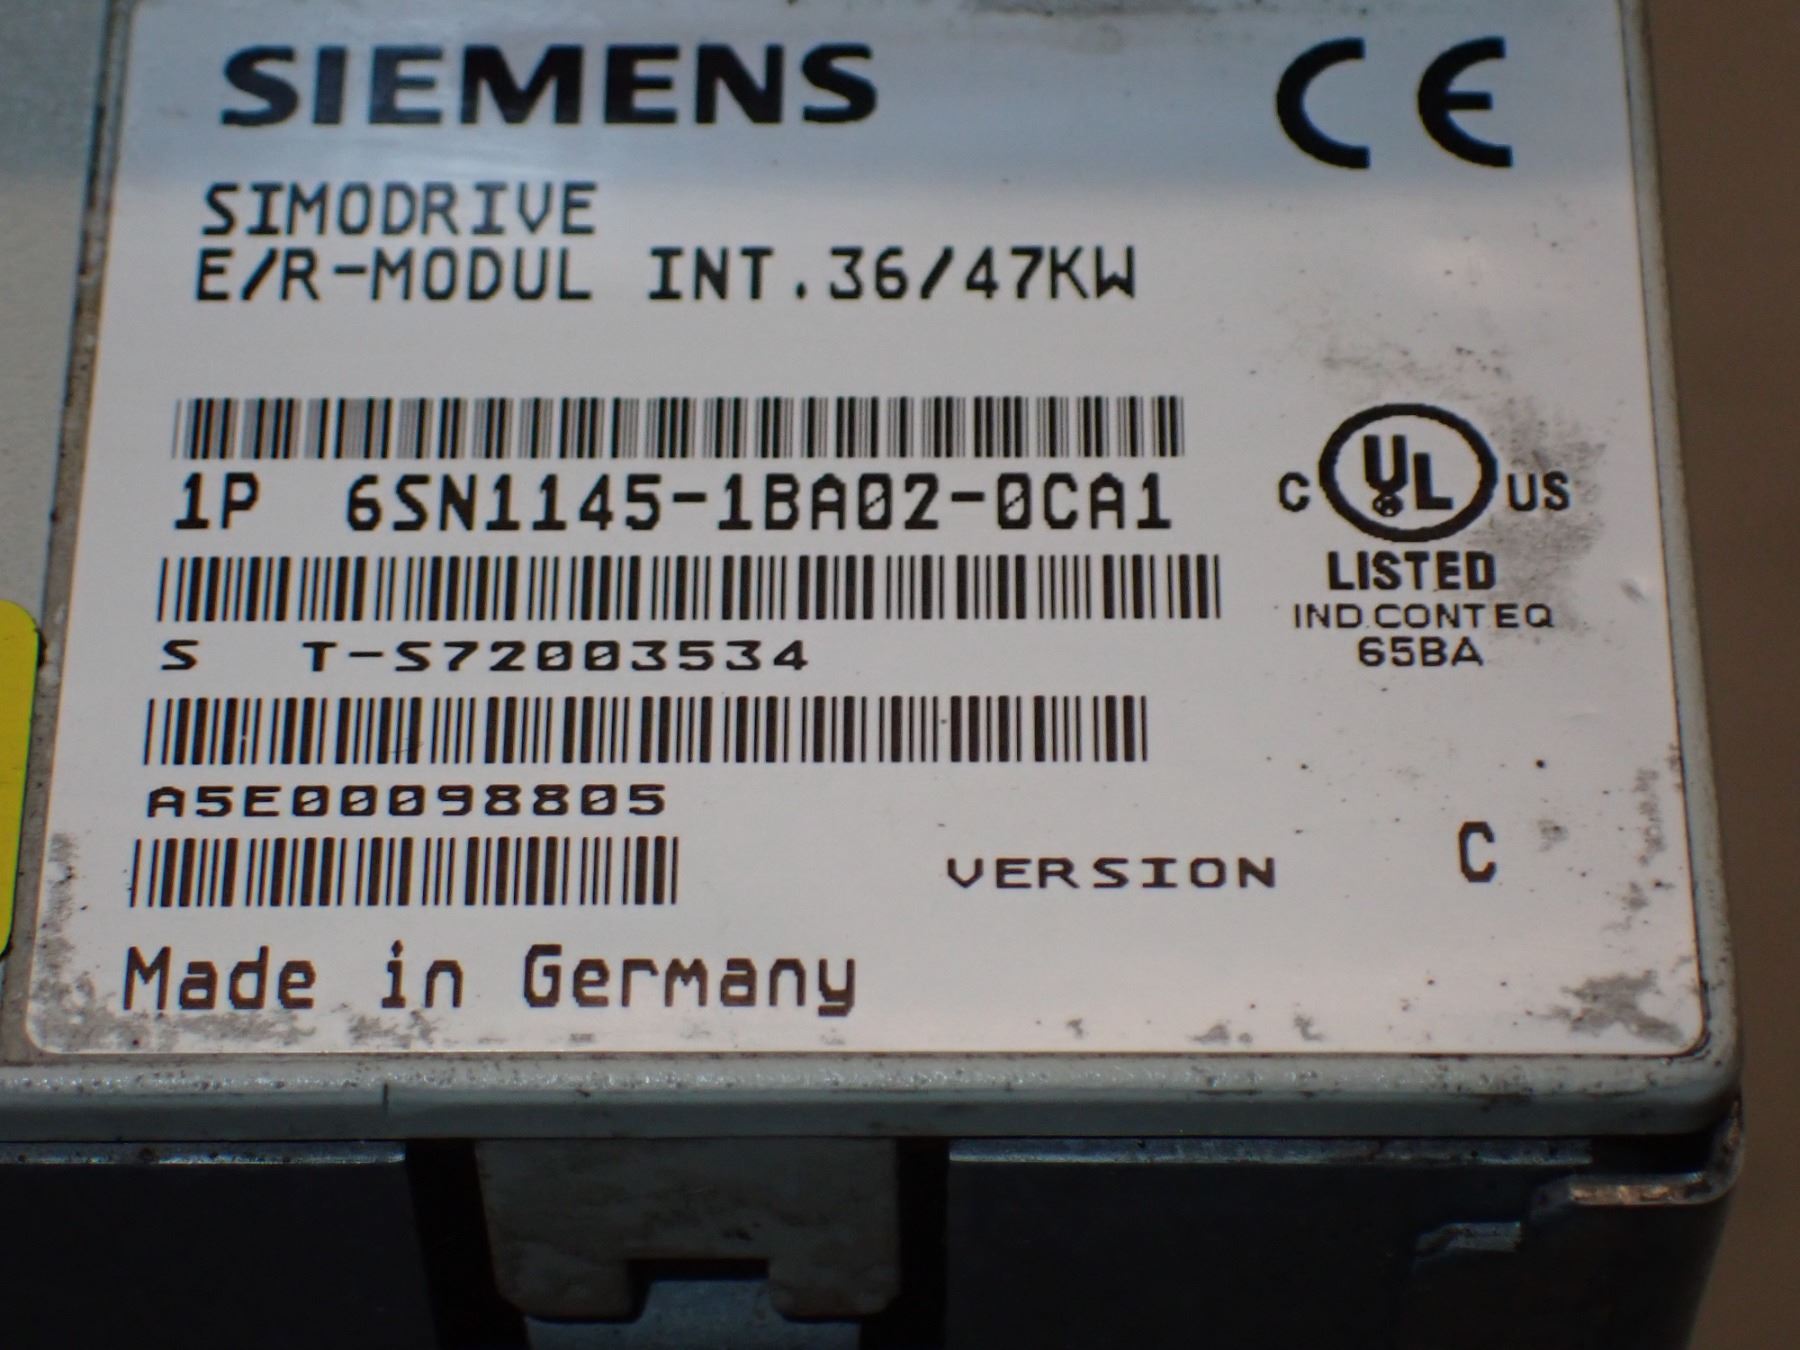 SIEMENS
CE
SIMODRIVE
E/R-MODUL INT.36/47KW
1P 6SN1145-1BA02-0CA1
C UL US
LISTED
IND.CONT.EQ
65BA
S T-S72003534
A5E00098805
VERSION C
Made in Germany